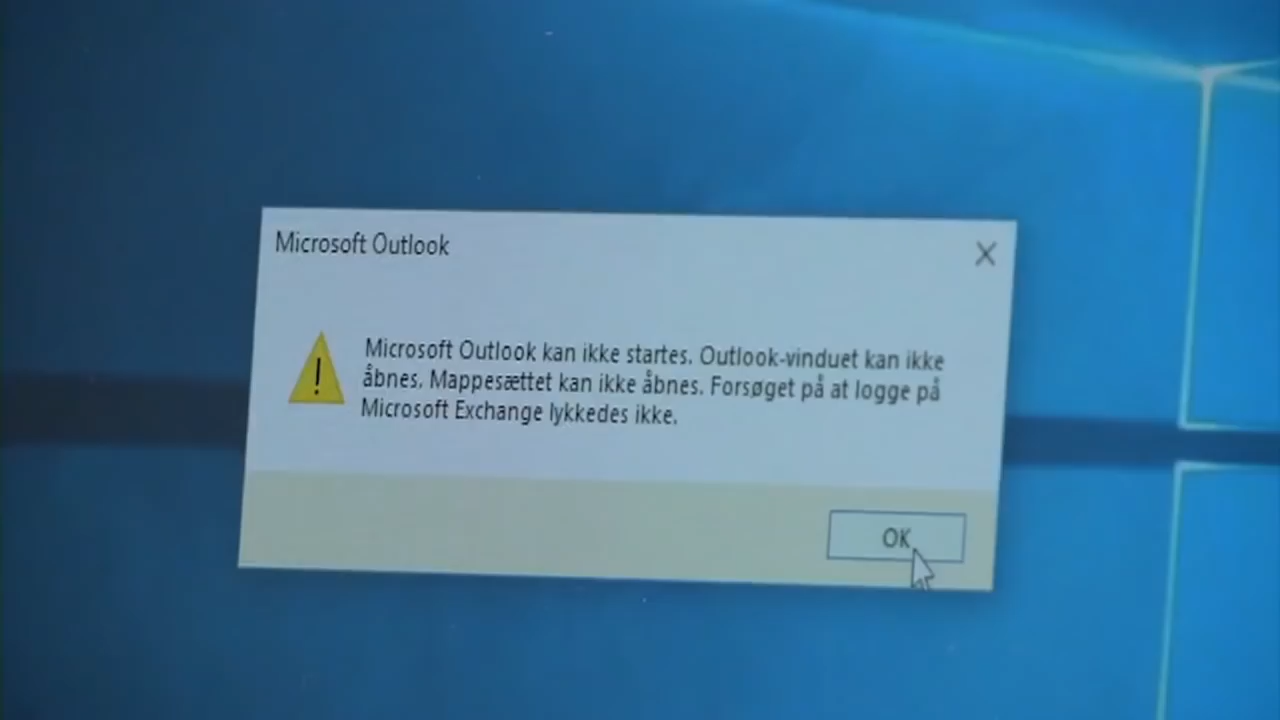 Microsoft Outlook
Microsoft Outlook kan ikke startes. Outlook-vinduet kan ikke
åbnes. Mappesættet kan ikke åbnes. Forsøget på at logge på
Microsoft Exchange lykkedes ikke.
OK